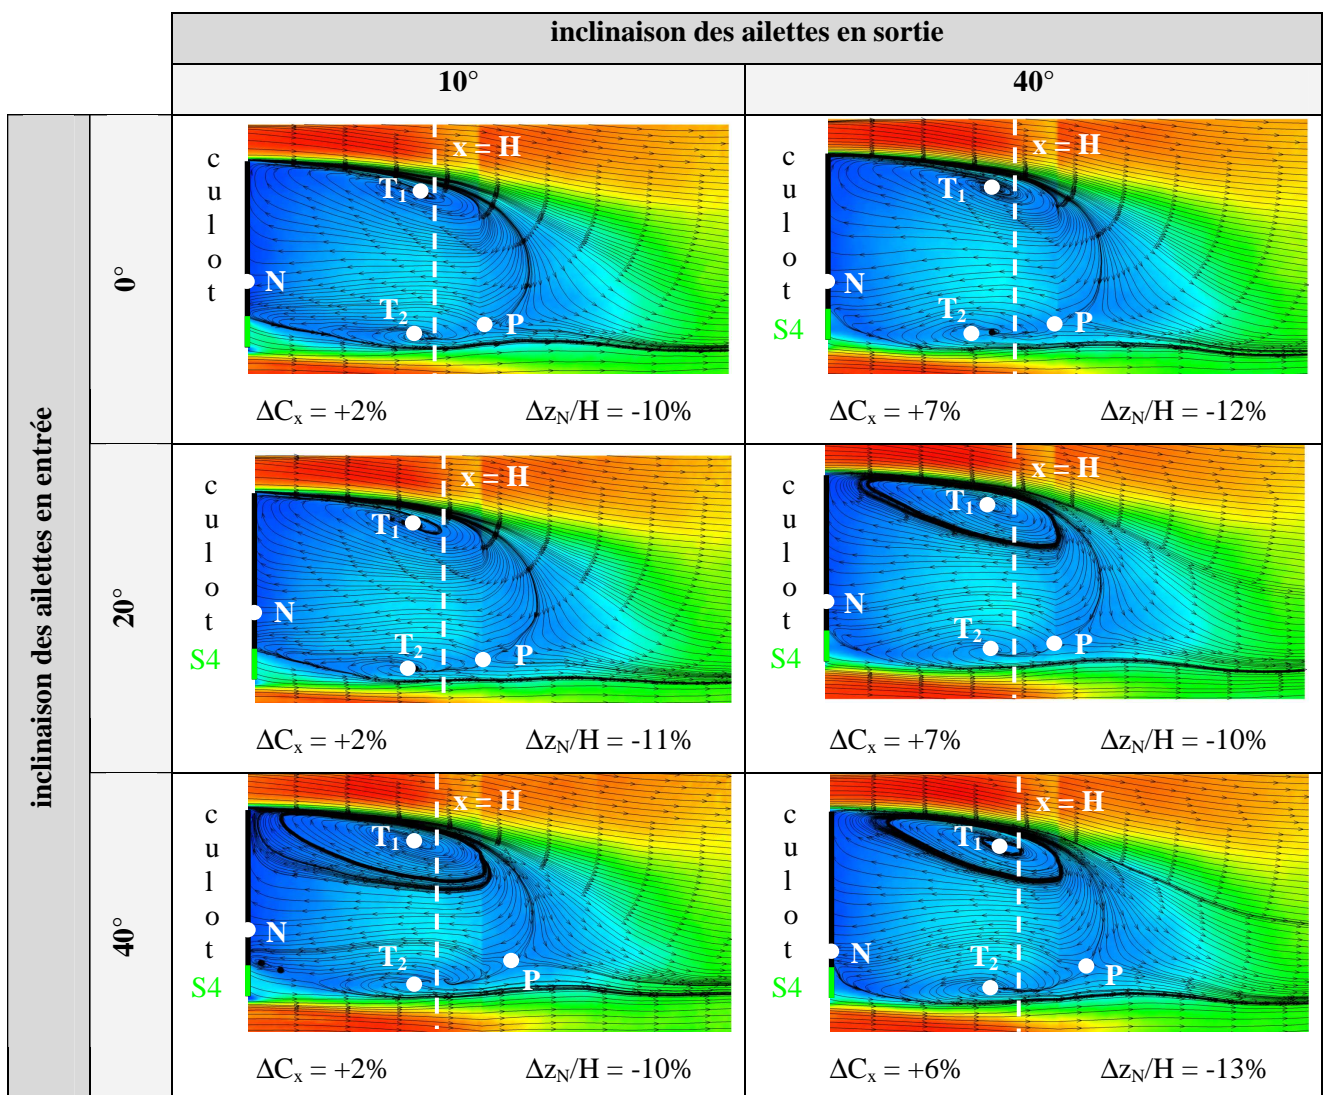 inclinaison des ailettes en sortie
10°
40°
inclinaison des ailettes en entrée
0°
culot
x = H
T1
N
T2
P
ΔCx = +2%
ΔzN/H = -10%
culot
S4
x = H
T1
N
T2
P
ΔCx = +7%
ΔzN/H = -12%
20°
culot
S4
x = H
T1
N
T2
P
ΔCx = +2%
ΔzN/H = -11%
culot
S4
x = H
T1
N
T2
P
ΔCx = +7%
ΔzN/H = -10%
40°
culot
S4
x = H
T1
N
T2
P
ΔCx = +2%
ΔzN/H = -10%
culot
S4
x = H
T1
N
T2
P
ΔCx = +6%
ΔzN/H = -13%